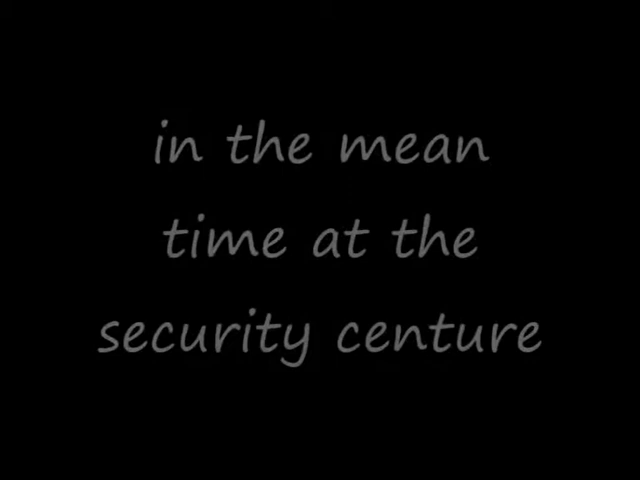 in the mean
time at the
security centure